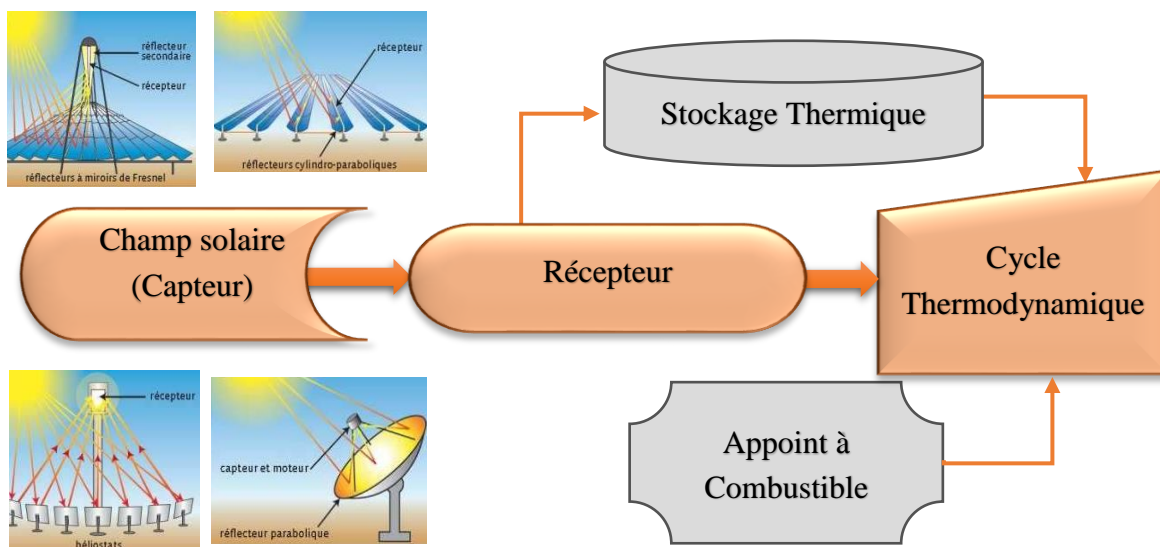 réflecteur
secondaire
récepteur
réflecteurs à miroirs de Fresnel
récepteur
réflecteurs cylindro-paraboliques
Stockage Thermique
Champ solaire
(Capteur)
Récepteur
Cycle
Thermodynamique
récepteur
héliostats
capteur et moteur
réflecteur parabolique
Appoint à
Combustible